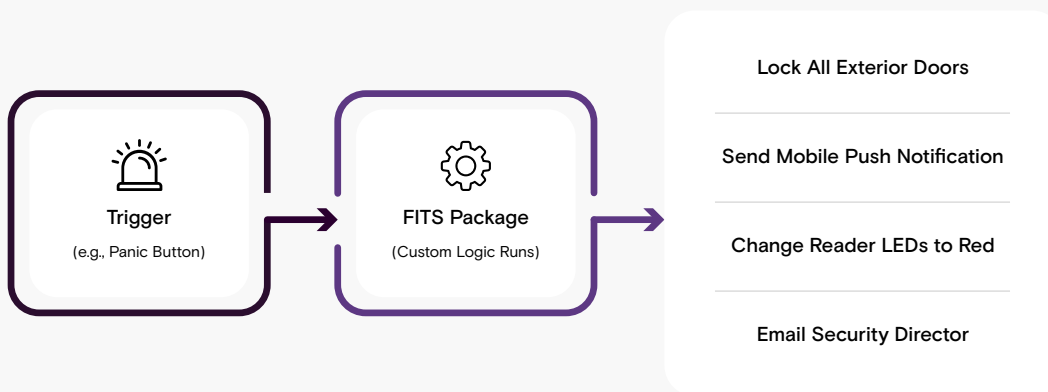 Trigger
(e.g., Panic Button)
FITS Package
(Custom Logic Runs)
Lock All Exterior Doors
Send Mobile Push Notification
Change Reader LEDs to Red
Email Security Director